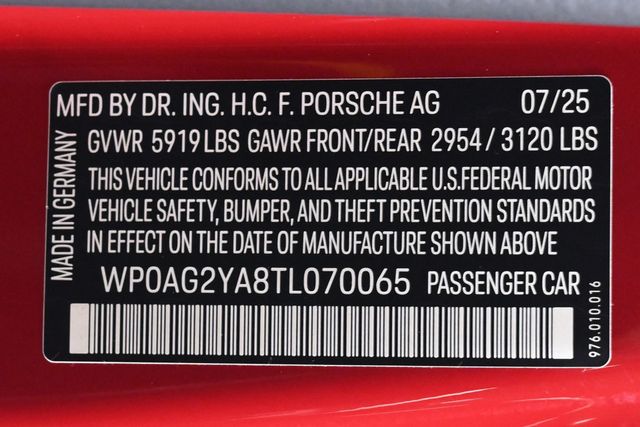 MFD BY DR. ING. H.C. F. PORSCHE AG 07/25
GVWR 5919 LBS GAWR FRONT/REAR 2954 / 3120 LBS
THIS VEHICLE CONFORMS TO ALL APPLICABLE U.S.FEDERAL MOTOR
VEHICLE SAFETY, BUMPER, AND THEFT PREVENTION STANDARDS
IN EFFECT ON THE DATE OF MANUFACTURE SHOWN ABOVE
WP0AG2YA8TL070065 PASSENGER CAR
MADE IN GERMANY
976.010.016